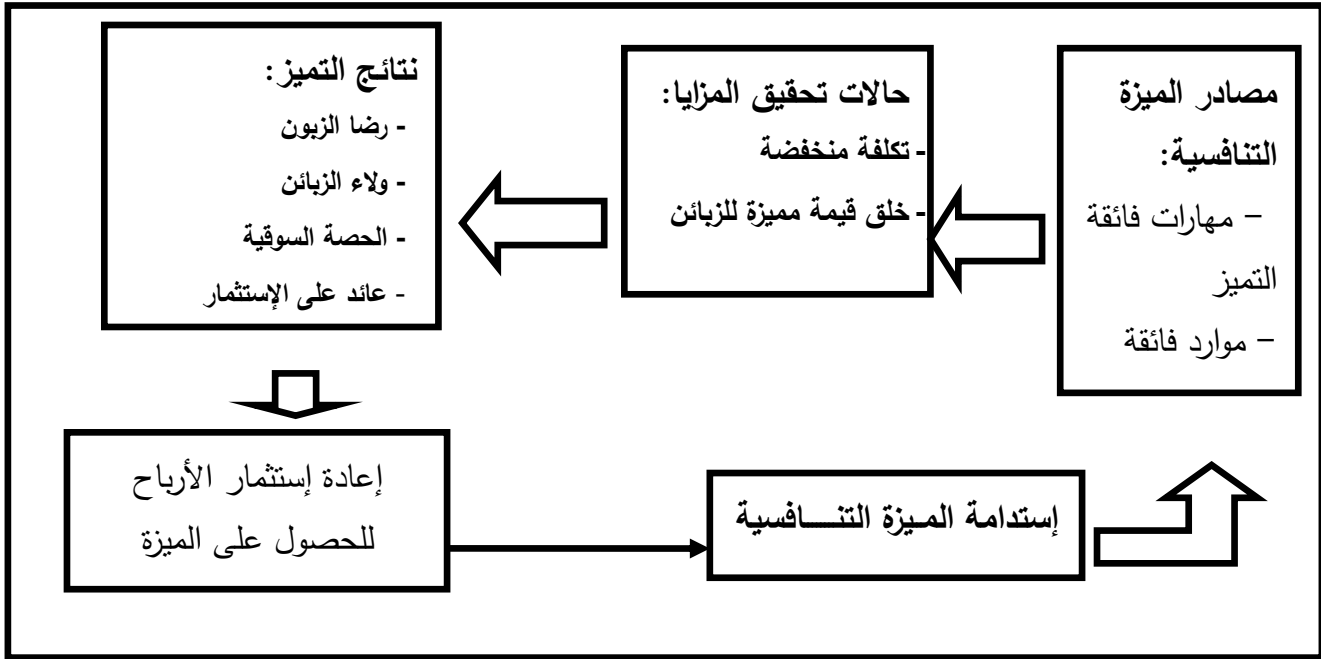 مصادر الميزة
التنافسية:
– مهارات فائقة
التميز
– موارد فائقة
حالات تحقيق المزايا:
- تكلفة منخفضة
- خلق قيمة مميزة للزبائن
نتائج التميز:
- رضا الزبون
- ولاء الزبائن
- الحصة السوقية
- عائد على الإستثمار
إعادة إستثمار الأرباح
للحصول على الميزة
إستدامة المـيزة التنـــــافسية